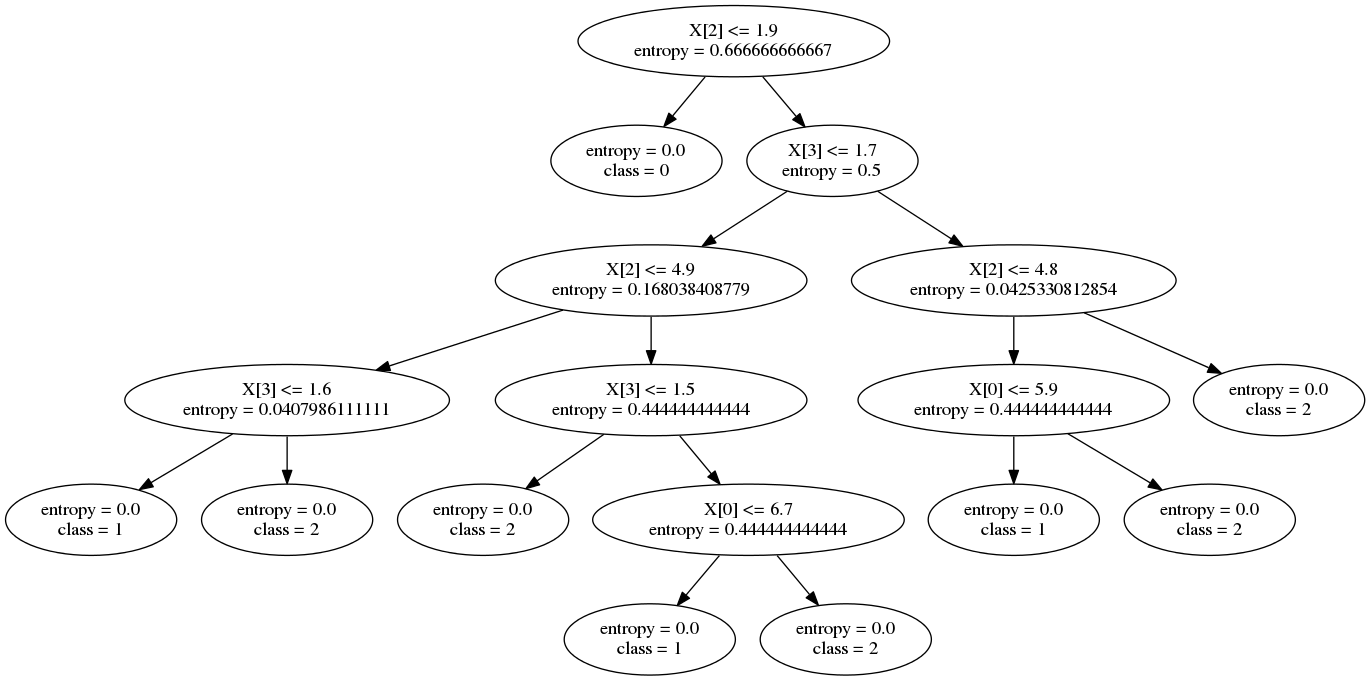 X[2] <= 1.9
entropy = 0.666666666667
entropy = 0.0
class = 0
X[3] <= 1.7
entropy = 0.5
X[2] <= 4.9
entropy = 0.168038408779
X[2] <= 4.8
entropy = 0.0425330812854
X[3] <= 1.6
entropy = 0.0407986111111
X[3] <= 1.5
entropy = 0.444444444444
X[0] <= 5.9
entropy = 0.444444444444
entropy = 0.0
class = 2
entropy = 0.0
class = 1
entropy = 0.0
class = 2
entropy = 0.0
class = 2
X[0] <= 6.7
entropy = 0.444444444444
entropy = 0.0
class = 1
entropy = 0.0
class = 2
entropy = 0.0
class = 1
entropy = 0.0
class = 2